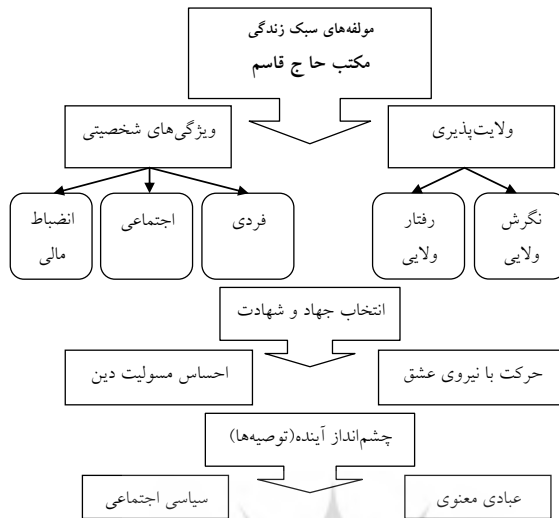 مولفه‌های سبک زندگی
مکتب حا ج قاسم
ولایت‌پذیری
ویژگی‌های شخصیتی
نگرش
ولایی
رفتار
ولایی
فردی
اجتماعی
انضباط
مالی
انتخاب جهاد و شهادت
حرکت با نیروی عشق
احساس مسولیت دین
چشم‌انداز آینده(توصیه‌ها)
عبادی معنوی
سیاسی اجتماعی